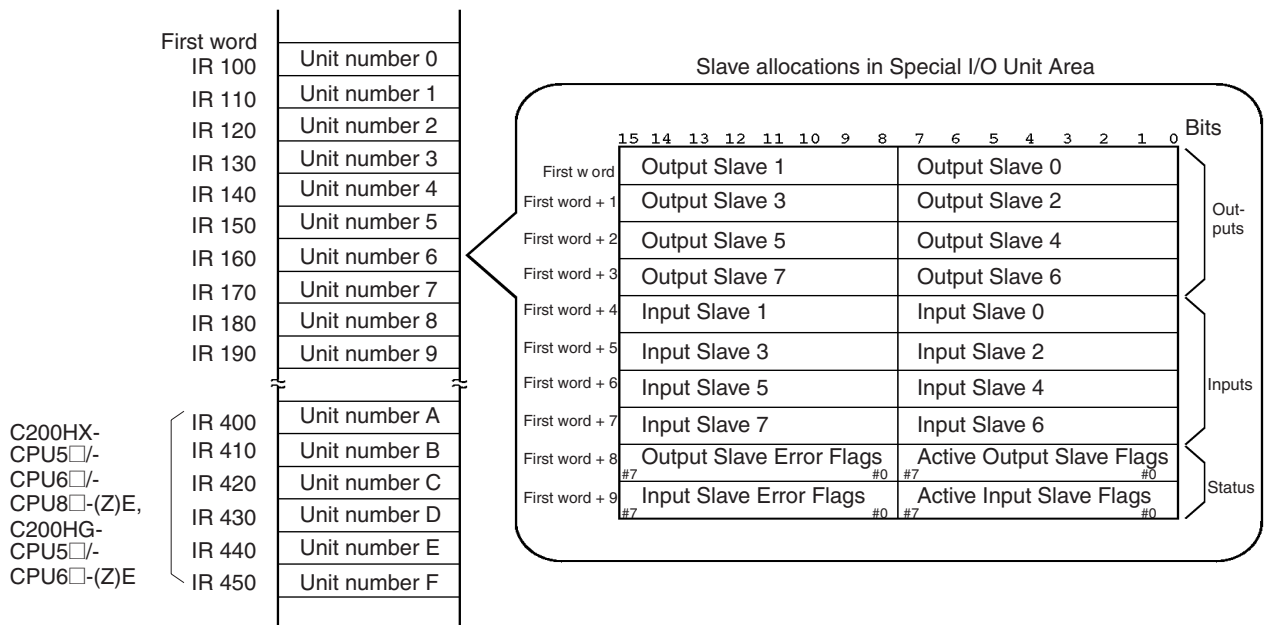 First word
IR 100 Unit number 0
IR 110 Unit number 1
IR 120 Unit number 2
IR 130 Unit number 3
IR 140 Unit number 4
IR 150 Unit number 5
IR 160 Unit number 6
IR 170 Unit number 7
IR 180 Unit number 8
IR 190 Unit number 9
IR 400 Unit number A
IR 410 Unit number B
IR 420 Unit number C
IR 430 Unit number D
IR 440 Unit number E
IR 450 Unit number F
C200HX-
CPU5□/-
CPU6□/-
CPU8□-(Z)E,
C200HG-
CPU5□/-
CPU6□-(Z)E
Slave allocations in Special I/O Unit Area
15 14 13 12 11 10 9 8 7 6 5 4 3 2 1 0 Bits
First word Output Slave 1 Output Slave 0
First word + 1 Output Slave 3 Output Slave 2
First word + 2 Output Slave 5 Output Slave 4
First word + 3 Output Slave 7 Output Slave 6
Out-
puts
First word + 4 Input Slave 1 Input Slave 0
First word + 5 Input Slave 3 Input Slave 2
First word + 6 Input Slave 5 Input Slave 4
First word + 7 Input Slave 7 Input Slave 6
Inputs
First word + 8 Output Slave Error Flags Active Output Slave Flags
#7 #0 #7 #0
First word + 9 Input Slave Error Flags Active Input Slave Flags
#7 #0 #7 #0
Status